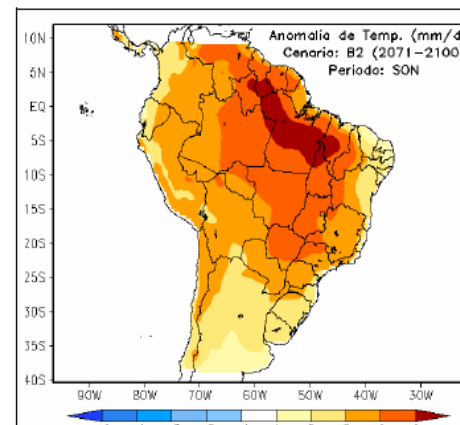 Anomalia de Temp. (mm/d
Cenario: B2 (2071-2100
Periodo: SON
12N
10N
5N
EQ
5S
10S
15S
20S
25S
30S
35S
40S
90W 80W 70W 60W 50W 40W 30W